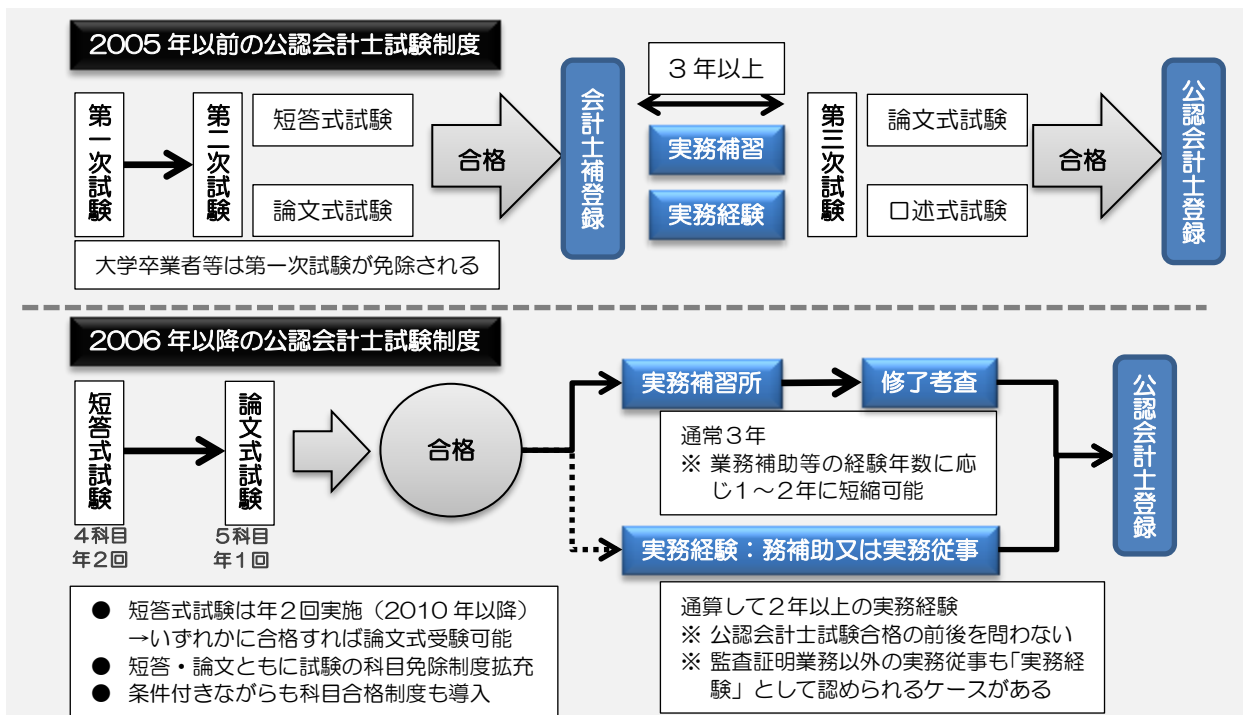 2005年以前の公認会計士試験制度
第一次試験
第二次試験
短答式試験
論文式試験
合格
会計士補登録
3年以上
実務補習
実務経験
第三次試験
論文式試験
口述式試験
合格
公認会計士登録
大学卒業者等は第一次試験が免除される
2006年以降の公認会計士試験制度
短答式試験
4科目
年2回
論文式試験
5科目
年1回
合格
実務補習所
修了考査
通常3年
※ 業務補助等の経験年数に応
じ1~2年に短縮可能
実務経験:務補助又は実務従事
通算して2年以上の実務経験
※ 公認会計士試験合格の前後を問わない
※ 監査証明業務以外の実務従事も「実務経
験」として認められるケースがある
公認会計士登録
● 短答式試験は年2回実施(2010年以降)
→いずれかに合格すれば論文式受験可能
● 短答・論文ともに試験の科目免除制度拡充
● 条件付きながらも科目合格制度も導入